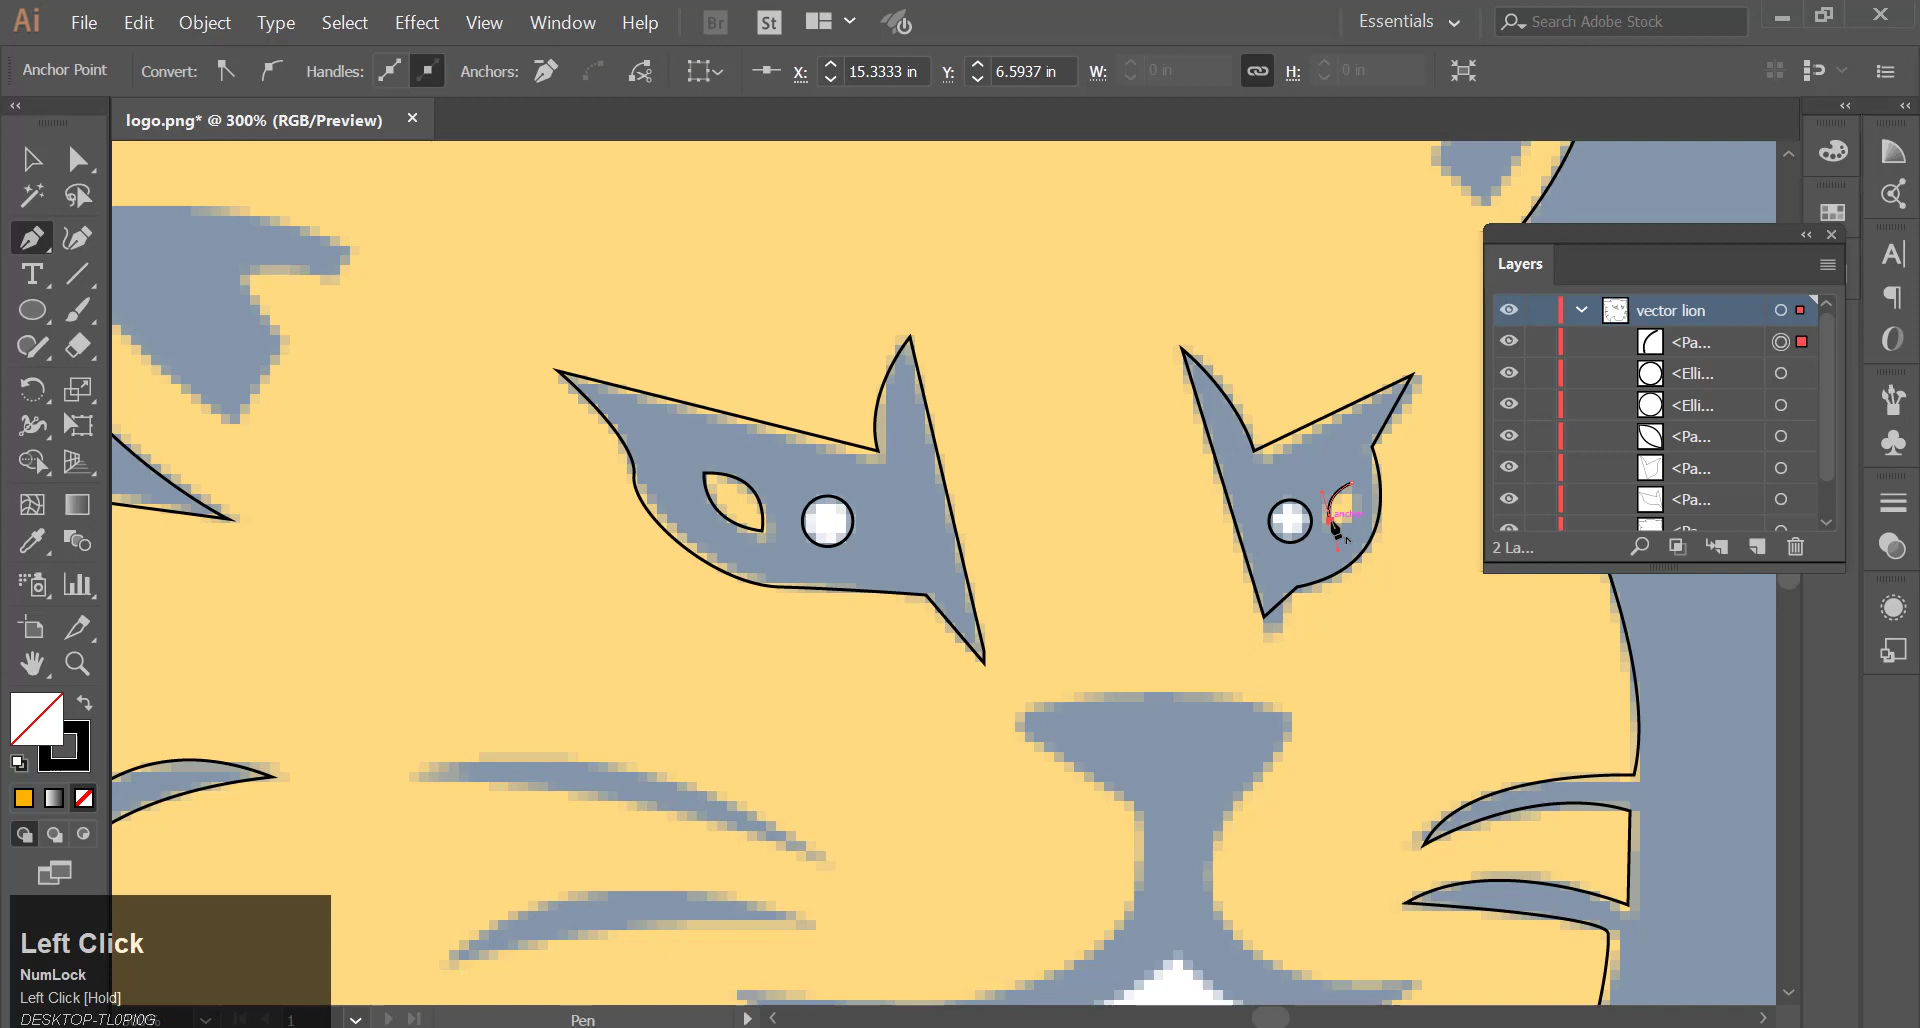 Ai File Edit Object Type Select Effect View Window Help Br St Essentials Search Adobe Stock
Anchor Point Convert: Handles: Anchors: X: 15.3333 in Y: 6.5937 in W: 0 in H: 0 in
logo.png* @ 300% (RGB/Preview)
Layers
vector lion
<Pa...
<Elli...
<Elli...
<Pa...
<Pa...
<Pa...
2 La...
Left Click
NumLock
Left Click [Hold]
DESKTOP-TL0PI0G
1
Pen